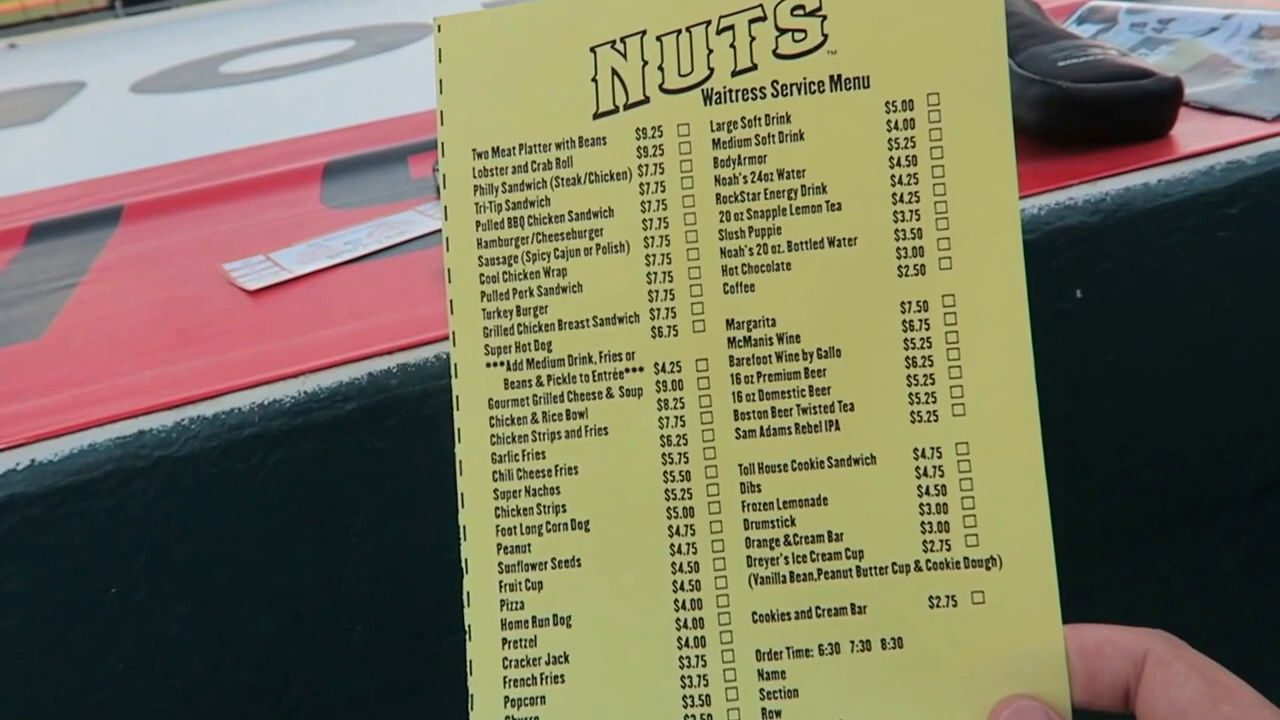 NUTS™
Waitress Service Menu
Two Meat Platter with Beans $9.25
Lobster and Crab Roll $9.25
Philly Sandwich (Steak/Chicken) $7.75
Tri-Tip Sandwich $7.75
Pulled BBQ Chicken Sandwich $7.75
Hamburger/Cheeseburger $7.75
Sausage (Spicy Cajun or Polish) $7.75
Cool Chicken Wrap $7.75
Pulled Pork Sandwich $7.75
Turkey Burger $7.75
Grilled Chicken Breast Sandwich $7.75
Super Hot Dog $6.75
***Add Medium Drink, Fries or
Beans & Pickle to Entrée*** $4.25
Gourmet Grilled Cheese & Soup $9.00
Chicken & Rice Bowl $8.25
Chicken Strips and Fries $7.75
Garlic Fries $6.25
Chili Cheese Fries $5.75
Super Nachos $5.50
Chicken Strips $5.25
Foot Long Corn Dog $5.00
Peanut $4.75
Sunflower Seeds $4.75
Fruit Cup $4.50
Pizza $4.50
Home Run Dog $4.00
Pretzel $4.00
Cracker Jack $4.00
French Fries $3.75
Popcorn $3.75
Churro $3.50
$3.50
Large Soft Drink $5.00
Medium Soft Drink $4.00
BodyArmor $5.25
Noah's 24oz Water $4.50
RockStar Energy Drink $4.25
20 oz Snapple Lemon Tea $4.25
Slush Puppie $3.75
Noah's 20 oz. Bottled Water $3.50
Hot Chocolate $3.00
Coffee $2.50
Margarita $7.50
McManis Wine $6.75
Barefoot Wine by Gallo $5.25
16 oz Premium Beer $6.25
16 oz Domestic Beer $5.25
Boston Beer Twisted Tea $5.25
Sam Adams Rebel IPA $5.25
Toll House Cookie Sandwich $4.75
Dibs $4.75
Frozen Lemonade $4.50
Drumstick $3.00
Orange &Cream Bar $3.00
Dreyer's Ice Cream Cup $2.75
(Vanilla Bean,Peanut Butter Cup & Cookie Dough)
Cookies and Cream Bar $2.75
Order Time: 6:30 7:30 8:30
Name
Section
Row